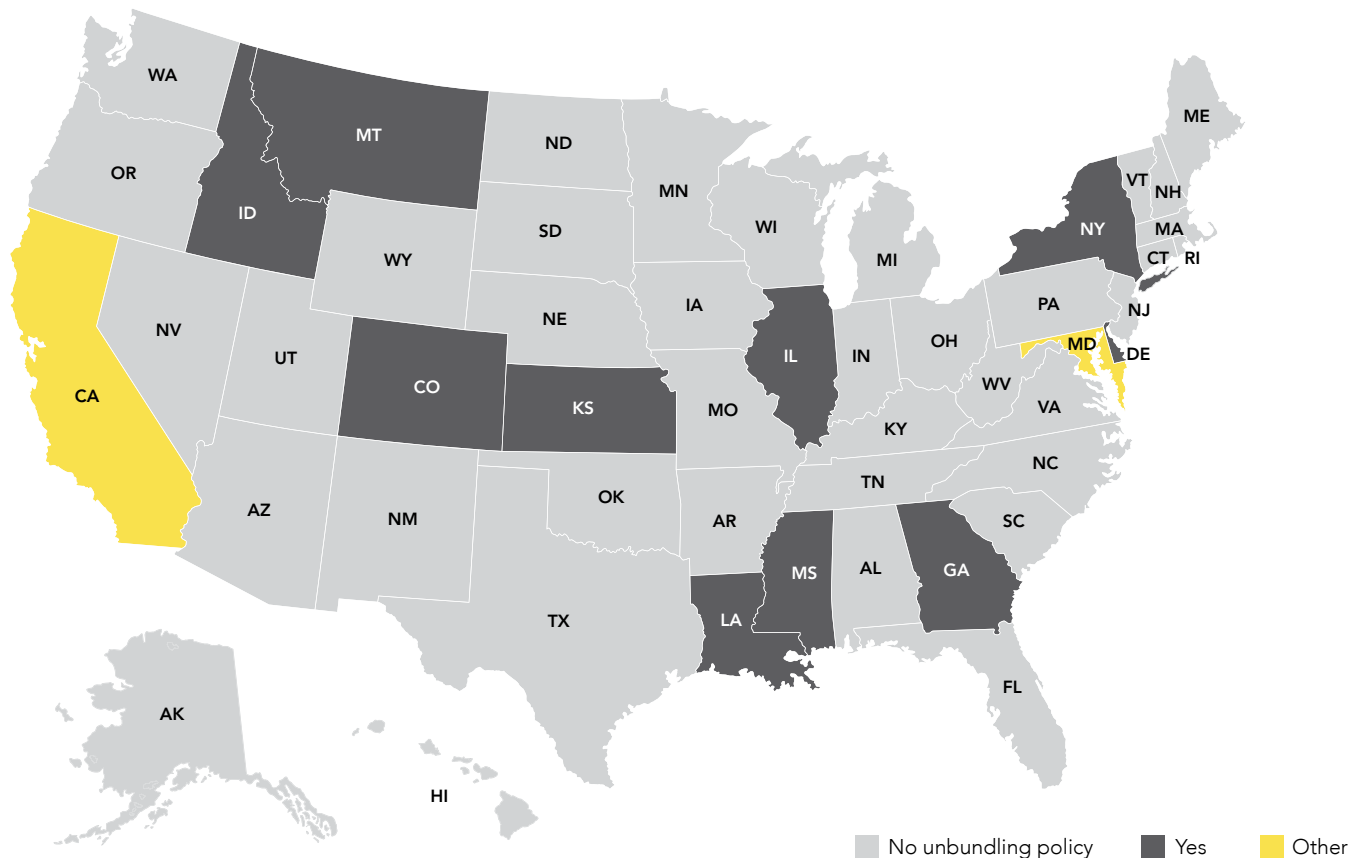 WA
MT
ND
ME
OR
MN
VT
NH
ID
SD
WI
NY
MA
WY
MI
CT
RI
IA
PA
NE
NJ
NV
UT
IL
IN
OH
MD
DE
CO
WV
CA
KS
MO
VA
KY
NC
TN
AZ
NM
OK
AR
SC
MS
AL
GA
TX
LA
FL
AK
HI
No unbundling policy
Yes
Other